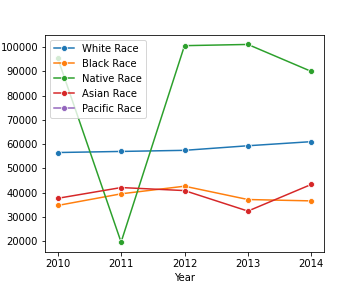 100000
90000
80000
70000
60000
50000
40000
30000
20000
White Race
Black Race
Native Race
Asian Race
Pacific Race
2010 2011 2012 2013 2014
Year